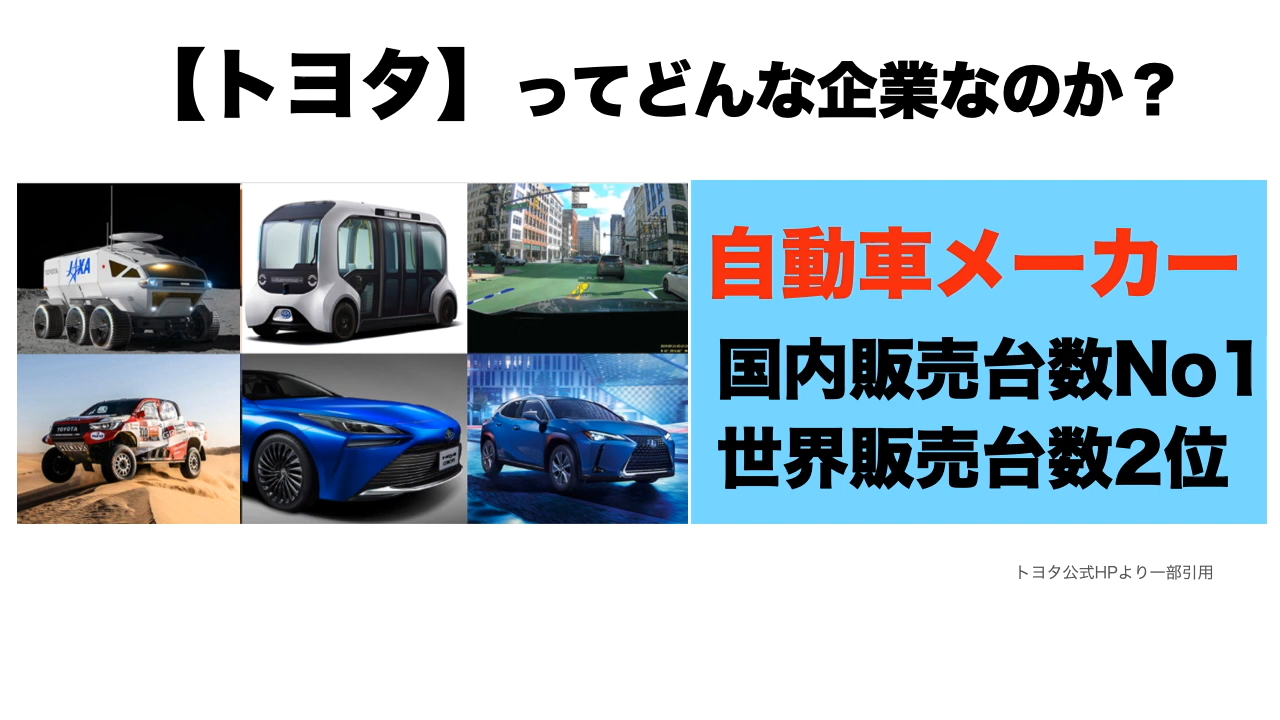 【トヨタ】ってどんな企業なのか？
JAXA
TOYOTA
自動車メーカー
国内販売台数No1
世界販売台数2位
トヨタ公式HPより一部引用